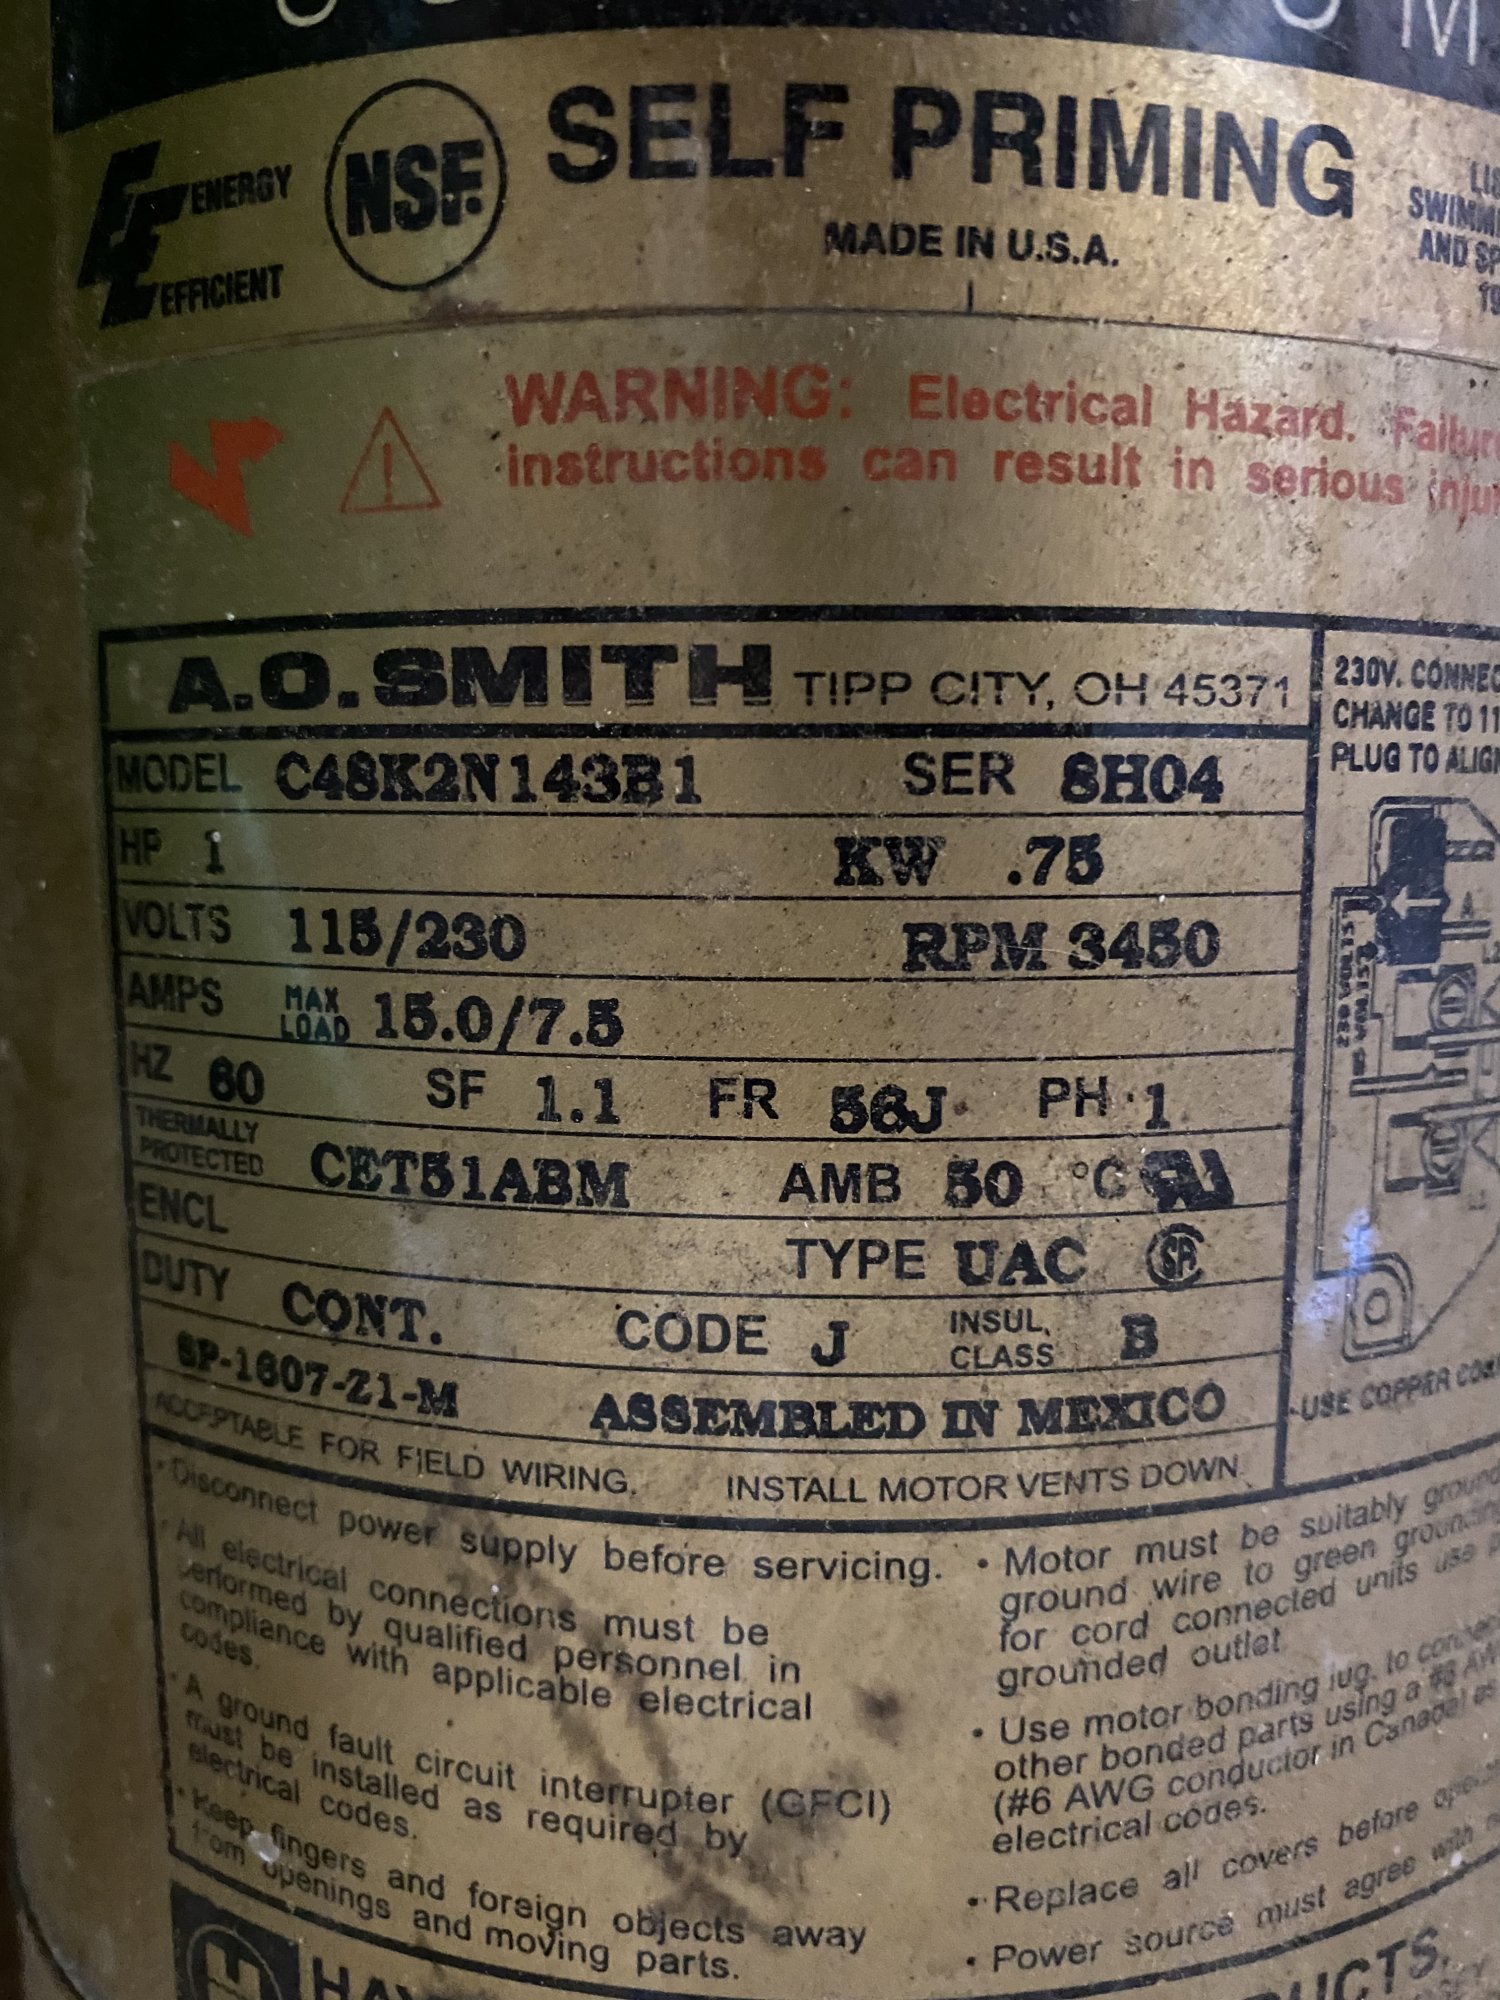 ENERGY
EFFICIENT
NSF.
SELF PRIMING
MADE IN U.S.A.
AND
WARNING: Electrical Hazard.
instructions can result in serious
A.O.SMITH TIPP CITY, OH 45371
MODEL C48K2N143B1 SER 8H04
HP 1 KW .75
VOLTS 115/230 RPM 3450
AMPS MAX LOAD 15.0/7.5
HZ 60 SF 1.1 FR 56J PH 1
THERMALLY PROTECTED CET51ABM AMB 50 °C
ENCL TYPE UAC
DUTY CONT. CODE J INSUL. CLASS B
SP-1607-Z1-M ASSEMBLED IN MEXICO
ACCEPTABLE FOR FIELD WIRING. INSTALL MOTOR VENTS DOWN.
230V.
CHANGE TO
PLUG TO
A
USE COPPER
• Disconnect power supply before servicing.
• All electrical connections must be
performed by qualified personnel in
compliance with applicable electrical
codes.
• A ground fault circuit interrupter (GFCI)
must be installed as required by
electrical codes.
• Keep fingers and foreign objects away
from openings and moving parts.
• Motor must be suitably
ground wire to green grounding
for cord connected units use
grounded outlet.
• Use motor bonding lug, to
other bonded parts using a #8
(#6 AWG conductor in Canada)
electrical codes.
• Replace all covers before
• Power source must agree with
H